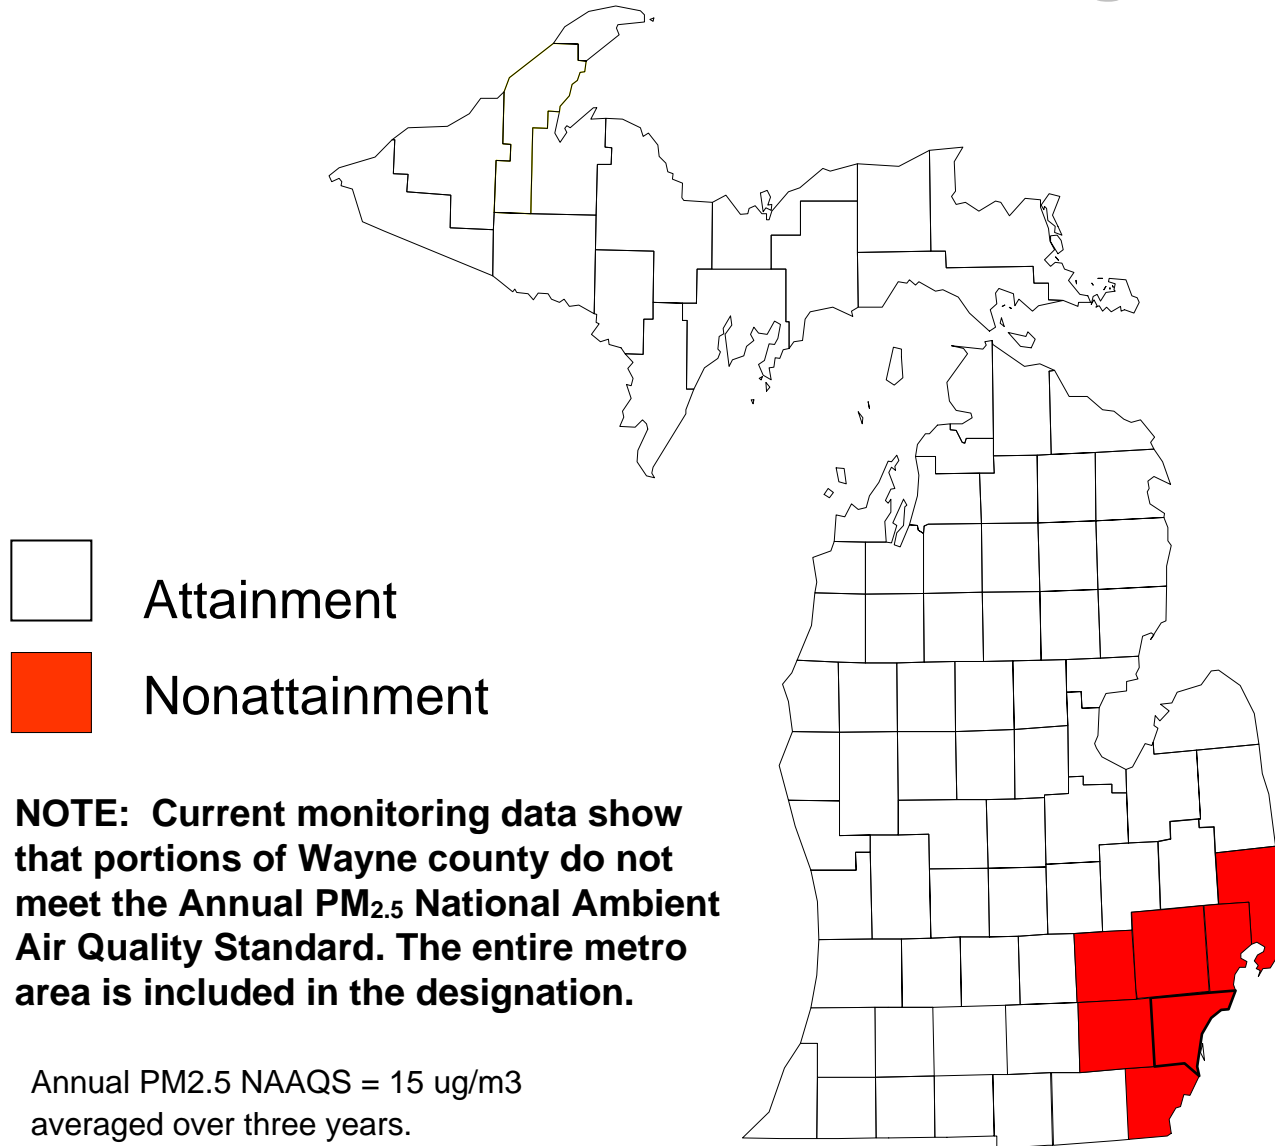 Attainment
Nonattainment
NOTE: Current monitoring data show
that portions of Wayne county do not
meet the Annual PM2.5 National Ambient
Air Quality Standard. The entire metro
area is included in the designation.
Annual PM2.5 NAAQS = 15 ug/m3
averaged over three years.